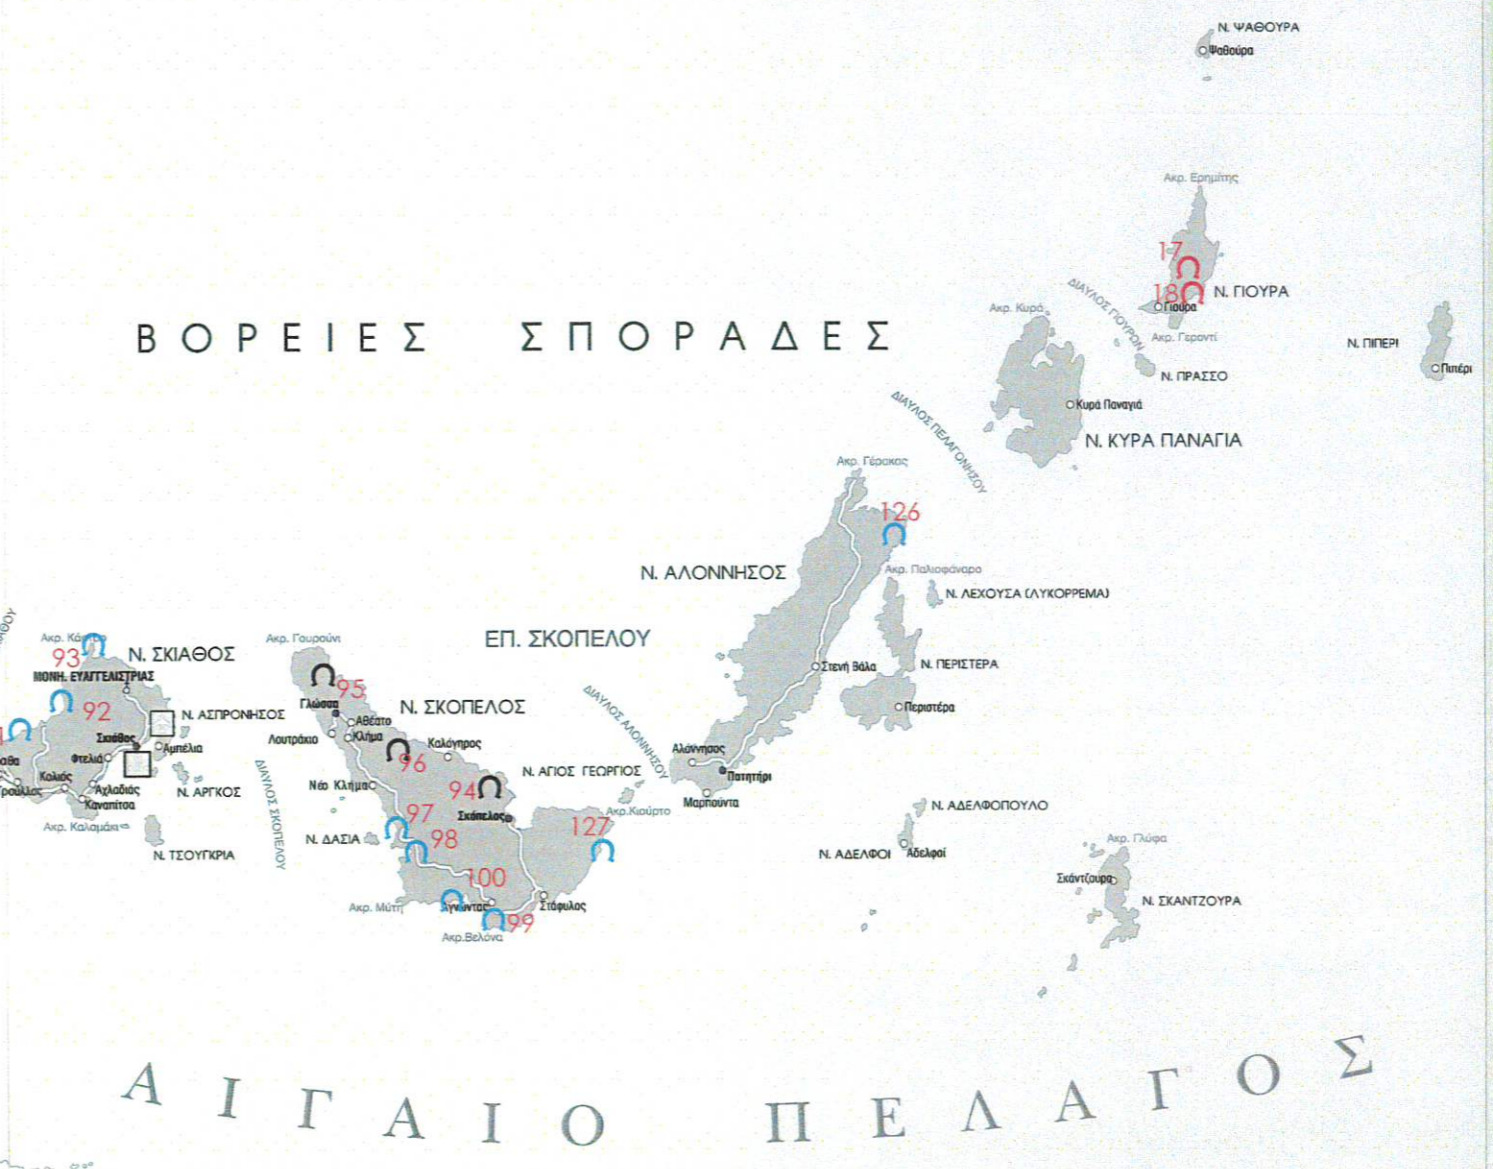 Ν. ΨΑΘΟΥΡΑ
Ψαθούρα
Ακρ. Ερημίτης
17
18
Ν. ΓΙΟΥΡΑ
Γιούρα
ΔΙΑΥΛΟΣ ΓΙΟΥΡΩΝ
Ακρ. Κυρά
Ακρ. Γεροντί
ΒΟΡΕΙΕΣ ΣΠΟΡΑΔΕΣ
Ν. ΠΙΠΕΡΙ
Πιπέρι
Ν. ΠΡΑΣΣΟ
Κυρά Παναγιά
ΔΙΑΥΛΟΣ ΠΕΛΑΓΟΝΗΣΟΥ
Ν. ΚΥΡΑ ΠΑΝΑΓΙΑ
Ακρ. Γέρακας
126
Ν. ΑΛΟΝΝΗΣΟΣ
Ακρ. Παλιοφάναρο
Ν. ΛΕΧΟΥΣΑ (ΛΥΚΟΡΡΕΜΑ)
ΕΠ. ΣΚΟΠΕΛΟΥ
Ακρ. Γουρούνι
93
Ν. ΣΚΙΑΘΟΣ
Στενή Βάλα
Ν. ΠΕΡΙΣΤΕΡΑ
ΜΟΝΗ. ΕΥΑΓΓΕΛΙΣΤΡΙΑΣ
95
Γλώσσα
Ν. ΣΚΟΠΕΛΟΣ
ΔΙΑΥΛΟΣ ΑΛΟΝΝΗΣΟΥ
Περιστέρα
92
Ν. ΑΣΠΡΟΝΗΣΟΣ
Αθέατο
Λουτράκιο
Κλήμα
Καλόγηρος
Σκιάθος
Αμπέλια
Αλόννησος
Φτελιά
96
Ν. ΑΓΙΟΣ ΓΕΩΡΓΙΟΣ
Πατητήρι
Κολιός
Αχλαδιάς
Ν. ΑΡΓΚΟΣ
Νέο Κλήμα
94
Μαρπούντα
Καναπίτσα
ΔΙΑΥΛΟΣ ΣΚΟΠΕΛΟΥ
Σκόπελος
Ακρ.Κιούρτο
Ν. ΑΔΕΛΦΟΠΟΥΛΟ
Ακρ. Καλαμάκι
97
127
Ν. ΔΑΣΙΑ
98
Ακρ. Γλύφα
Ν. ΤΣΟΥΓΚΡΙΑ
Ν. ΑΔΕΛΦΟΙ
Αδελφοί
100
Σκάντζουρα
Ακρ. Μύτη
Αγνώντας
Στάφυλος
Ν. ΣΚΑΝΤΖΟΥΡΑ
99
Ακρ.Βελόνα
ΑΙΓΑΙΟ ΠΕΛΑΓΟΣ